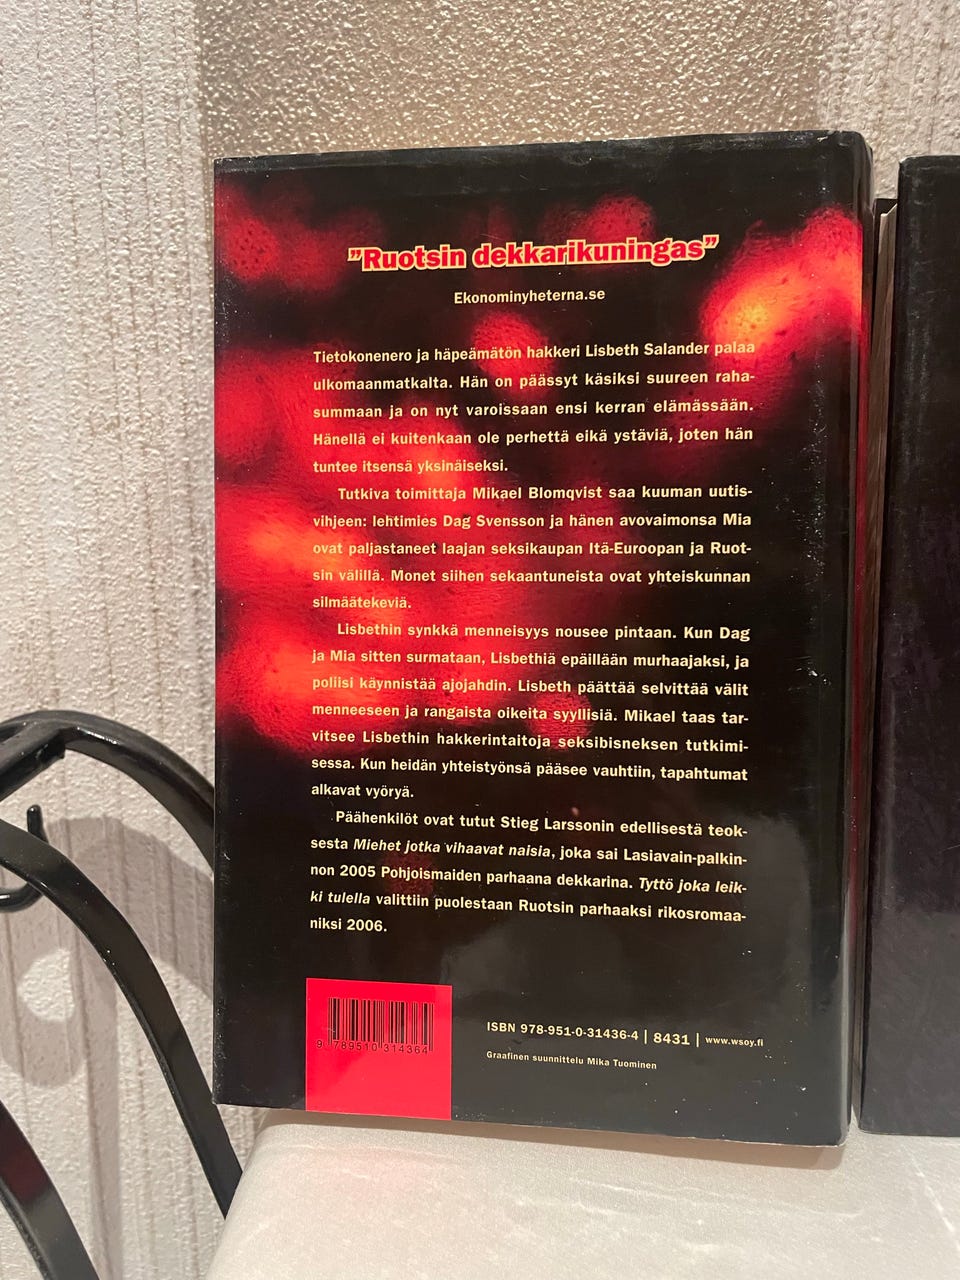 ”Ruotsin dekkarikuningas”
Ekonominyheterna.se
Tietokonenero ja häpeämätön hakkeri Lisbeth Salander palaa
ulkomaanmatkalta. Hän on päässyt käsiksi suureen raha-
summaan ja on nyt varoissaan ensi kerran elämässään.
Hänellä ei kuitenkaan ole perhettä eikä ystäviä, joten hän
tuntee itsensä yksinäiseksi.
Tutkiva toimittaja Mikael Blomqvist saa kuuman uutis-
vihjeen: lehtimies Dag Svensson ja hänen avovaimonsa Mia
ovat paljastaneet laajan seksikaupan Itä-Euroopan ja Ruot-
sin välillä. Monet siihen sekaantuneista ovat yhteiskunnan
silmäätekeviä.
Lisbethin synkkä menneisyys nousee pintaan. Kun Dag
ja Mia sitten surmataan, Lisbethiä epäillään murhaajaksi, ja
poliisi käynnistää ajojahdin. Lisbeth päättää selvittää välit
menneeseen ja rangaista oikeita syyllisiä. Mikael taas tar-
vitsee Lisbethin hakkerintaitoja seksibisneksen tutkimi-
sessa. Kun heidän yhteistyönsä pääsee vauhtiin, tapahtumat
alkavat vyöryä.
Päähenkilöt ovat tutut Stieg Larssonin edellisestä teok-
sesta Miehet jotka vihaavat naisia, joka sai Lasiavain-palkin-
non 2005 Pohjoismaiden parhaana dekkarina. Tyttö joka leik-
ki tulella valittiin puolestaan Ruotsin parhaaksi rikosromaa-
niksi 2006.
ISBN 978-951-0-31436-4 | 8431 | www.wsoy.fi
Graafinen suunnittelu Mika Tuominen
9 789510 314364